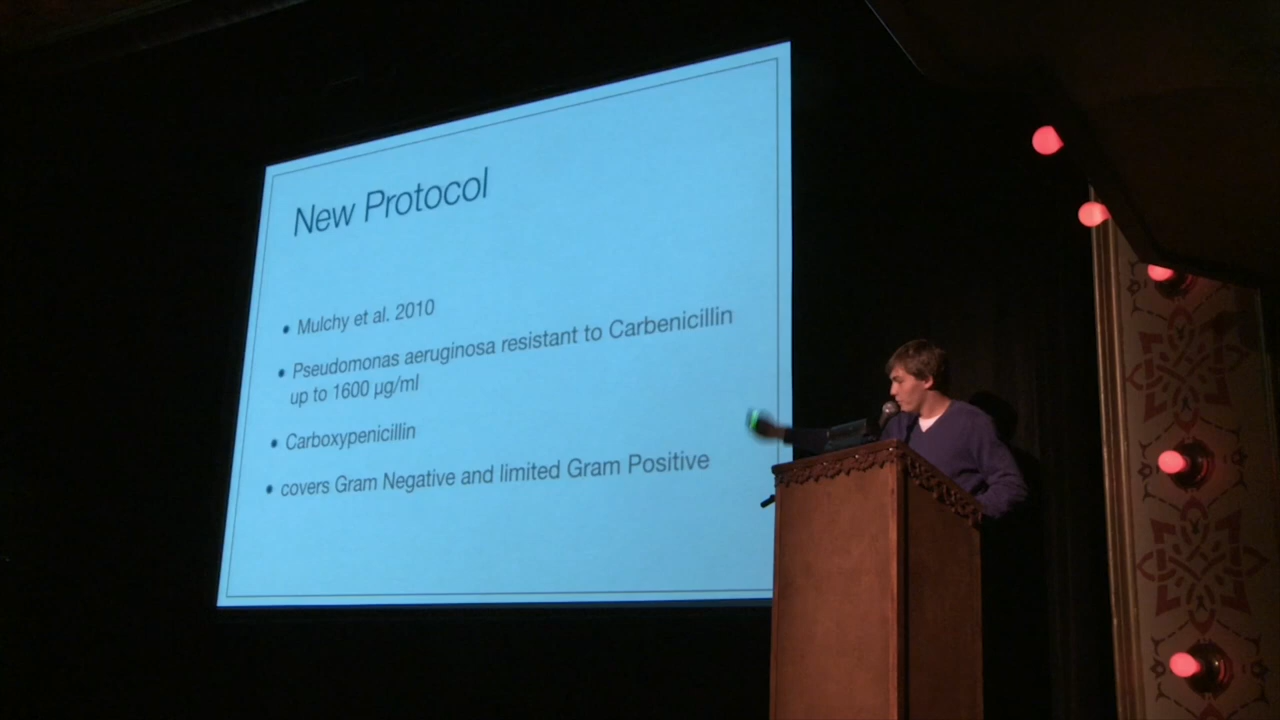 New Protocol
• Mulchy et al. 2010
• Pseudomonas aeruginosa resistant to Carbenicillin
up to 1600 µg/ml
• Carboxypenicillin
• covers Gram Negative and limited Gram Positive